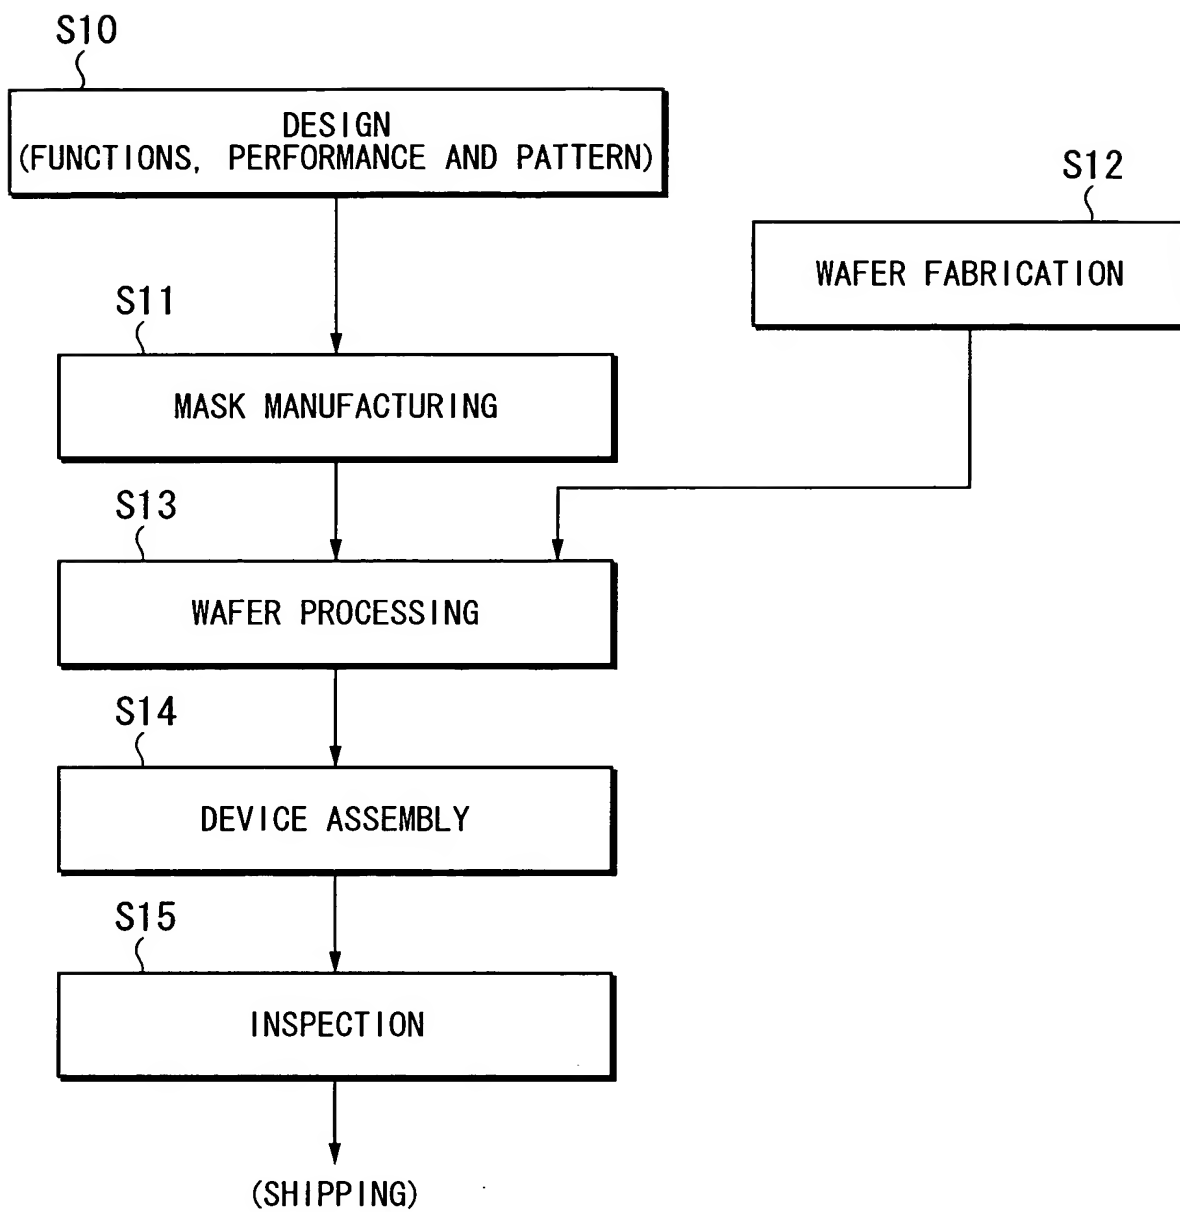 S10
DESIGN
(FUNCTIONS, PERFORMANCE AND PATTERN)
S12
WAFER FABRICATION
S11
MASK MANUFACTURING
S13
WAFER PROCESSING
S14
DEVICE ASSEMBLY
S15
INSPECTION
(SHIPPING)